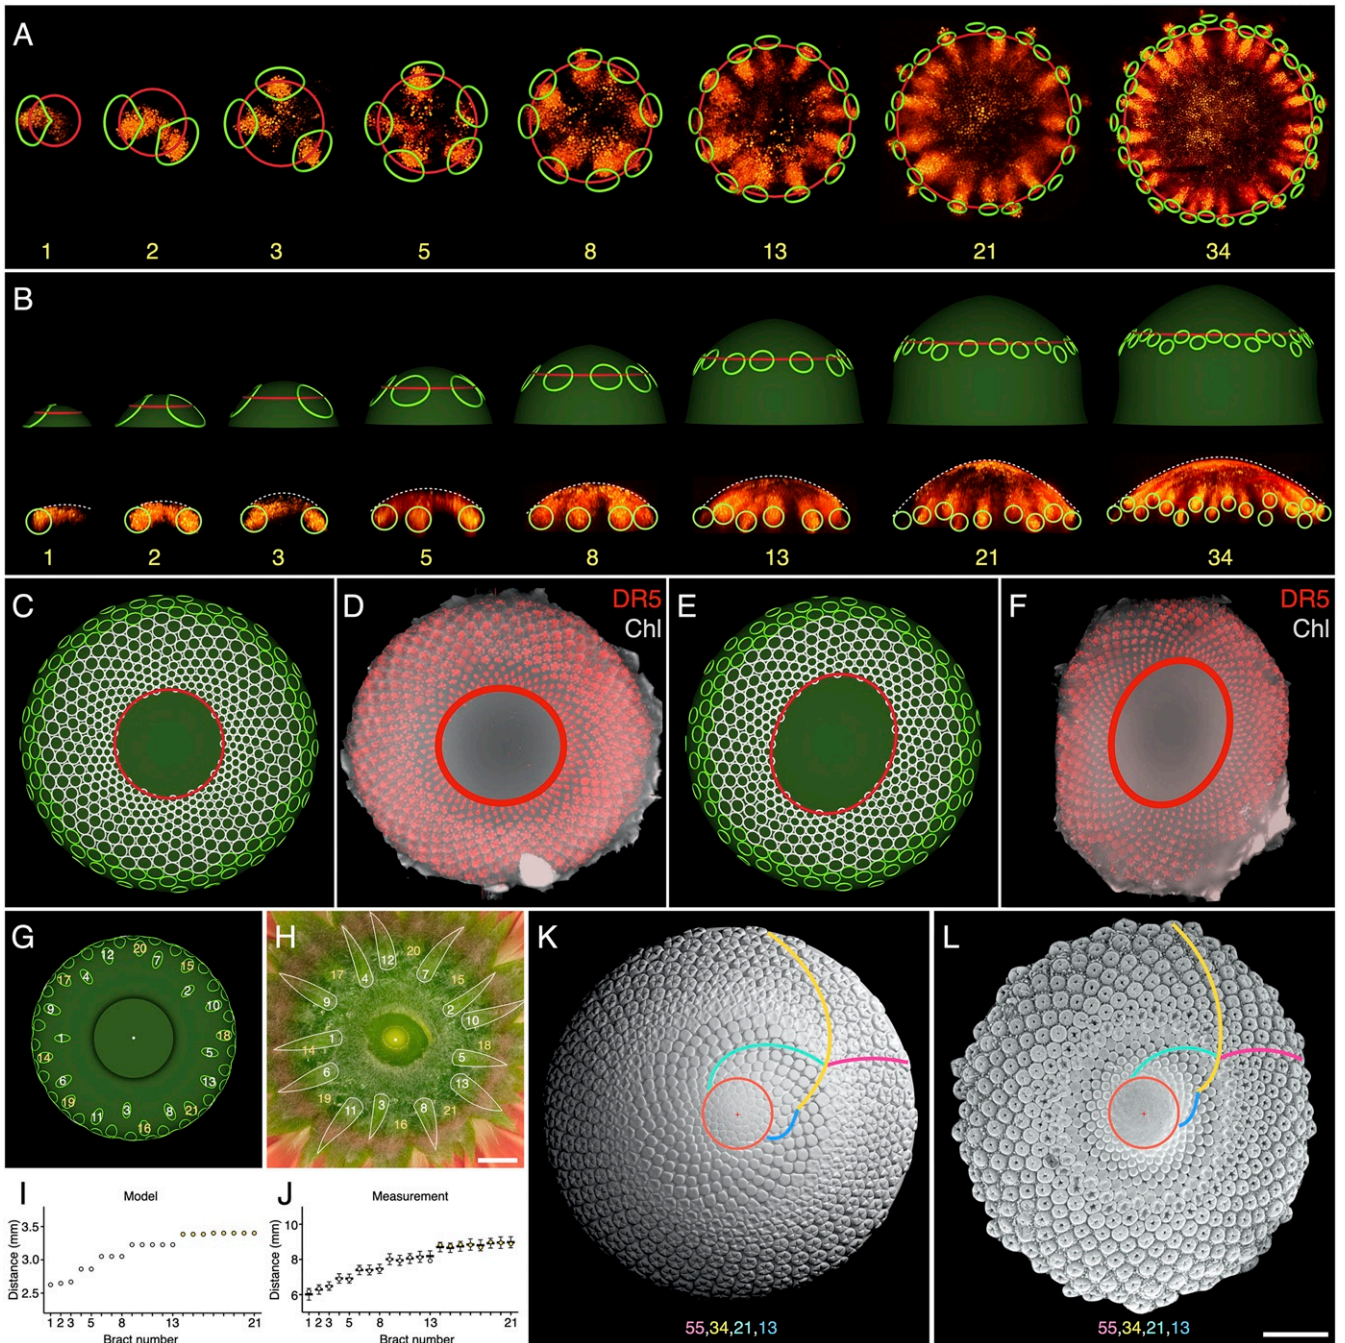 A
1 2 3 5 8 13 21 34
B
1 2 3 5 8 13 21 34
C
D
DR5
Chl
E
F
DR5
Chl
G
20
12
7
17
4
15
2
9
10
1
18
14
5
6
13
19
11
3
8
21
16
H
12
20
17
4
7
15
9
2
10
1
14
18
5
6
13
19
11
3
8
21
16
I
Model
Distance (mm)
3.5
3.0
2.5
1 2 3 5 8 13 21
Bract number
J
Measurement
Distance (mm)
10
8
6
1 2 3 5 8 13 21
Bract number
K
55,34,21,13
L
55,34,21,13